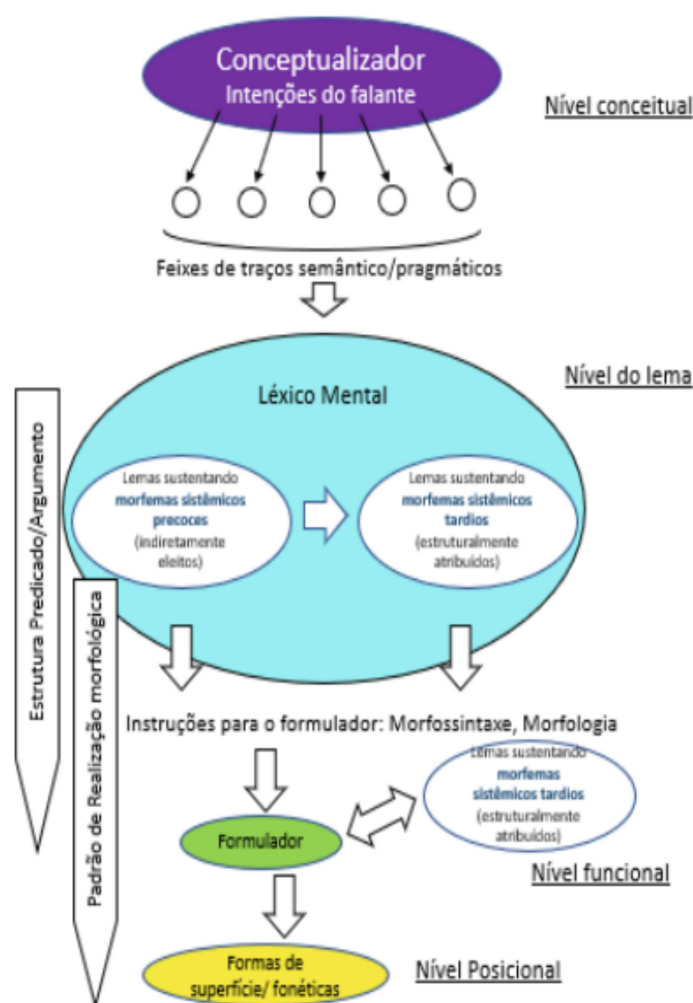 Conceptualizador
Intenções do falante
Nível conceitual
Feixes de traços semântico/pragmáticos
Nível do lema
Léxico Mental
Lemas sustentando
morfemas sistêmicos
precoces
(indiretamente
eleitos)
Lemas sustentando
morfemas sistêmicos
tardios
(estruturalmente
atribuídos)
Estrutura Predicado/Argumento
Padrão de Realização morfológica
Instruções para o formulador: Morfossintaxe, Morfologia
Lemas sustentando
morfemas
sistêmicos tardios
(estruturalmente
atribuídos)
Formulador
Nível funcional
Formas de
superfície/ fonéticas
Nível Posicional